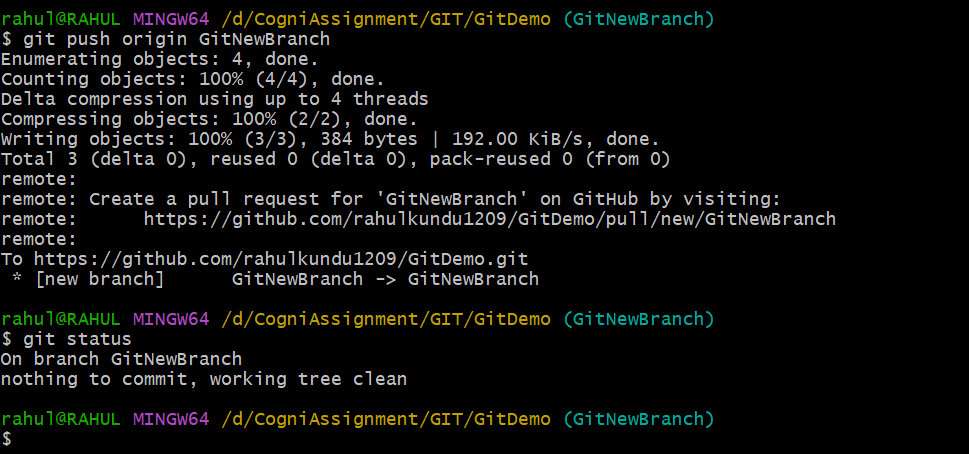 rahul@RAHUL MINGW64 /d/CogniAssignment/GIT/GitDemo (GitNewBranch)
$ git push origin GitNewBranch
Enumerating objects: 4, done.
Counting objects: 100% (4/4), done.
Delta compression using up to 4 threads
Compressing objects: 100% (2/2), done.
Writing objects: 100% (3/3), 384 bytes | 192.00 KiB/s, done.
Total 3 (delta 0), reused 0 (delta 0), pack-reused 0 (from 0)
remote:
remote: Create a pull request for 'GitNewBranch' on GitHub by visiting:
remote:      https://github.com/rahulkundu1209/GitDemo/pull/new/GitNewBranch
remote:
To https://github.com/rahulkundu1209/GitDemo.git
 * [new branch]      GitNewBranch -> GitNewBranch
rahul@RAHUL MINGW64 /d/CogniAssignment/GIT/GitDemo (GitNewBranch)
$ git status
On branch GitNewBranch
nothing to commit, working tree clean
rahul@RAHUL MINGW64 /d/CogniAssignment/GIT/GitDemo (GitNewBranch)
$